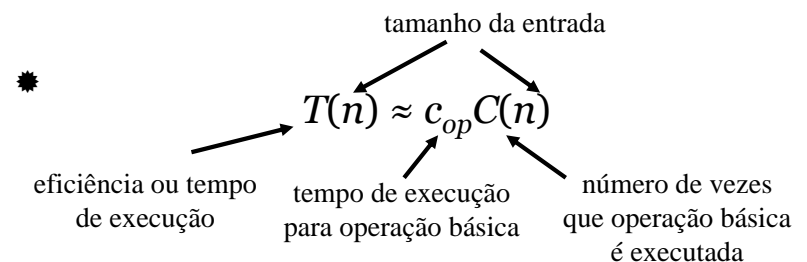 tamanho da entrada
T(n) ≈ c_op C(n)
eficiência ou tempo
de execução
tempo de execução
para operação básica
número de vezes
que operação básica
é executada